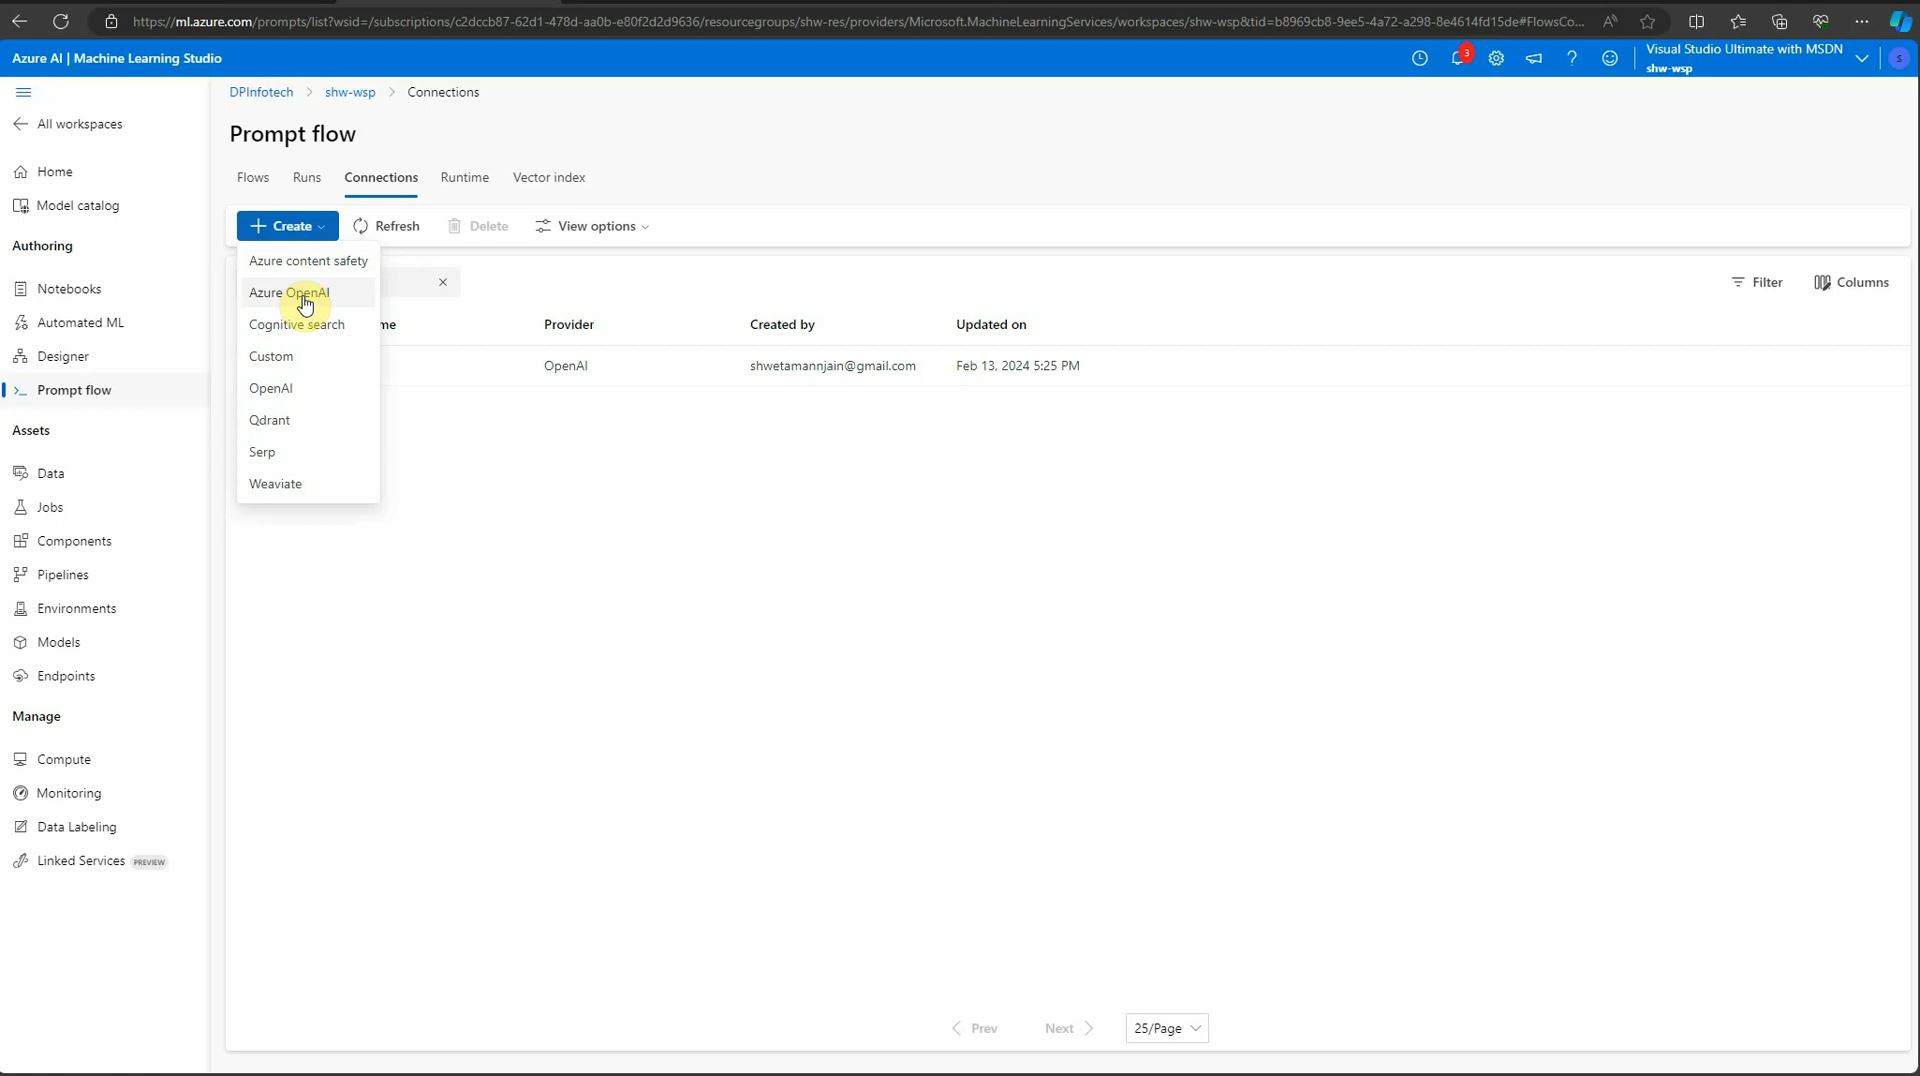 https://ml.azure.com/prompts/list?wsid=/subscriptions/c2dccb87-62d1-478d-aa0b-e80f2d2d9636/resourcegroups/shw-res/providers/Microsoft.MachineLearningServices/workspaces/shw-wsp&tid=b8969cb8-9ee5-4a72-a298-8e4614fd15de#FlowsCo...
Azure AI | Machine Learning Studio
3
Visual Studio Ultimate with MSDN
shw-wsp
S
All workspaces
Home
Model catalog
Authoring
Notebooks
Automated ML
Designer
Prompt flow
Assets
Data
Jobs
Components
Pipelines
Environments
Models
Endpoints
Manage
Compute
Monitoring
Data Labeling
Linked Services PREVIEW
DPInfotech > shw-wsp > Connections
Prompt flow
Flows Runs Connections Runtime Vector index
Create Refresh Delete View options
Azure content safety
Azure OpenAI
Cognitive search
Custom
OpenAI
Qdrant
Serp
Weaviate
Filter Columns
me Provider Created by Updated on
OpenAI shwetamannjain@gmail.com Feb 13, 2024 5:25 PM
Prev Next 25/Page